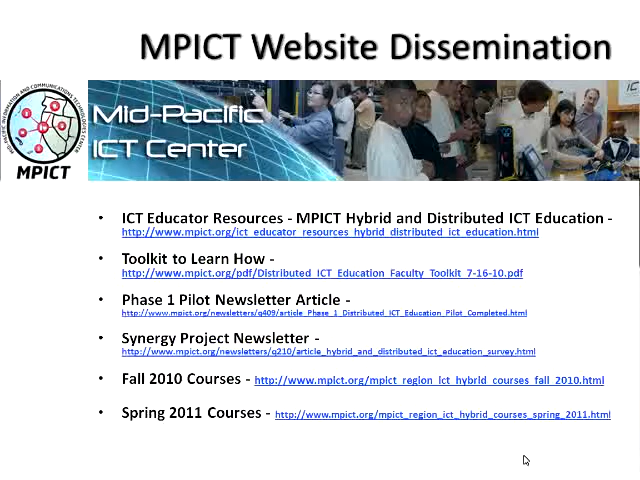 MPICT Website Dissemination
MPICT
Mid-Pacific
ICT Center
• ICT Educator Resources - MPICT Hybrid and Distributed ICT Education -
http://www.mpict.org/ict_educator_resources_hybrid_distributed_ict_education.html
• Toolkit to Learn How -
http://www.mpict.org/pdf/Distributed_ICT_Education_Faculty_Toolkit_7-16-10.pdf
• Phase 1 Pilot Newsletter Article -
http://www.mpict.org/newsletters/q409/article_Phase_1_Distributed_ICT_Education_Pilot_Completed.html
• Synergy Project Newsletter -
http://www.mpict.org/newsletters/q210/article_hybrid_and_distributed_ict_education_survey.html
• Fall 2010 Courses - http://www.mpict.org/mpict_region_ict_hybrid_courses_fall_2010.html
• Spring 2011 Courses - http://www.mpict.org/mpict_region_ict_hybrid_courses_spring_2011.html